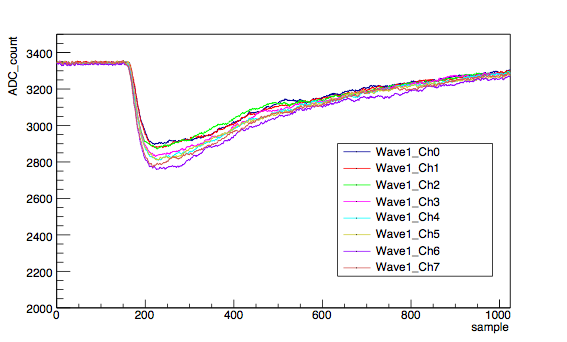 ADC_count
3400
3200
3000
2800
2600
2400
2200
2000
Wave1_Ch0
Wave1_Ch1
Wave1_Ch2
Wave1_Ch3
Wave1_Ch4
Wave1_Ch5
Wave1_Ch6
Wave1_Ch7
0 200 400 600 800 1000
sample